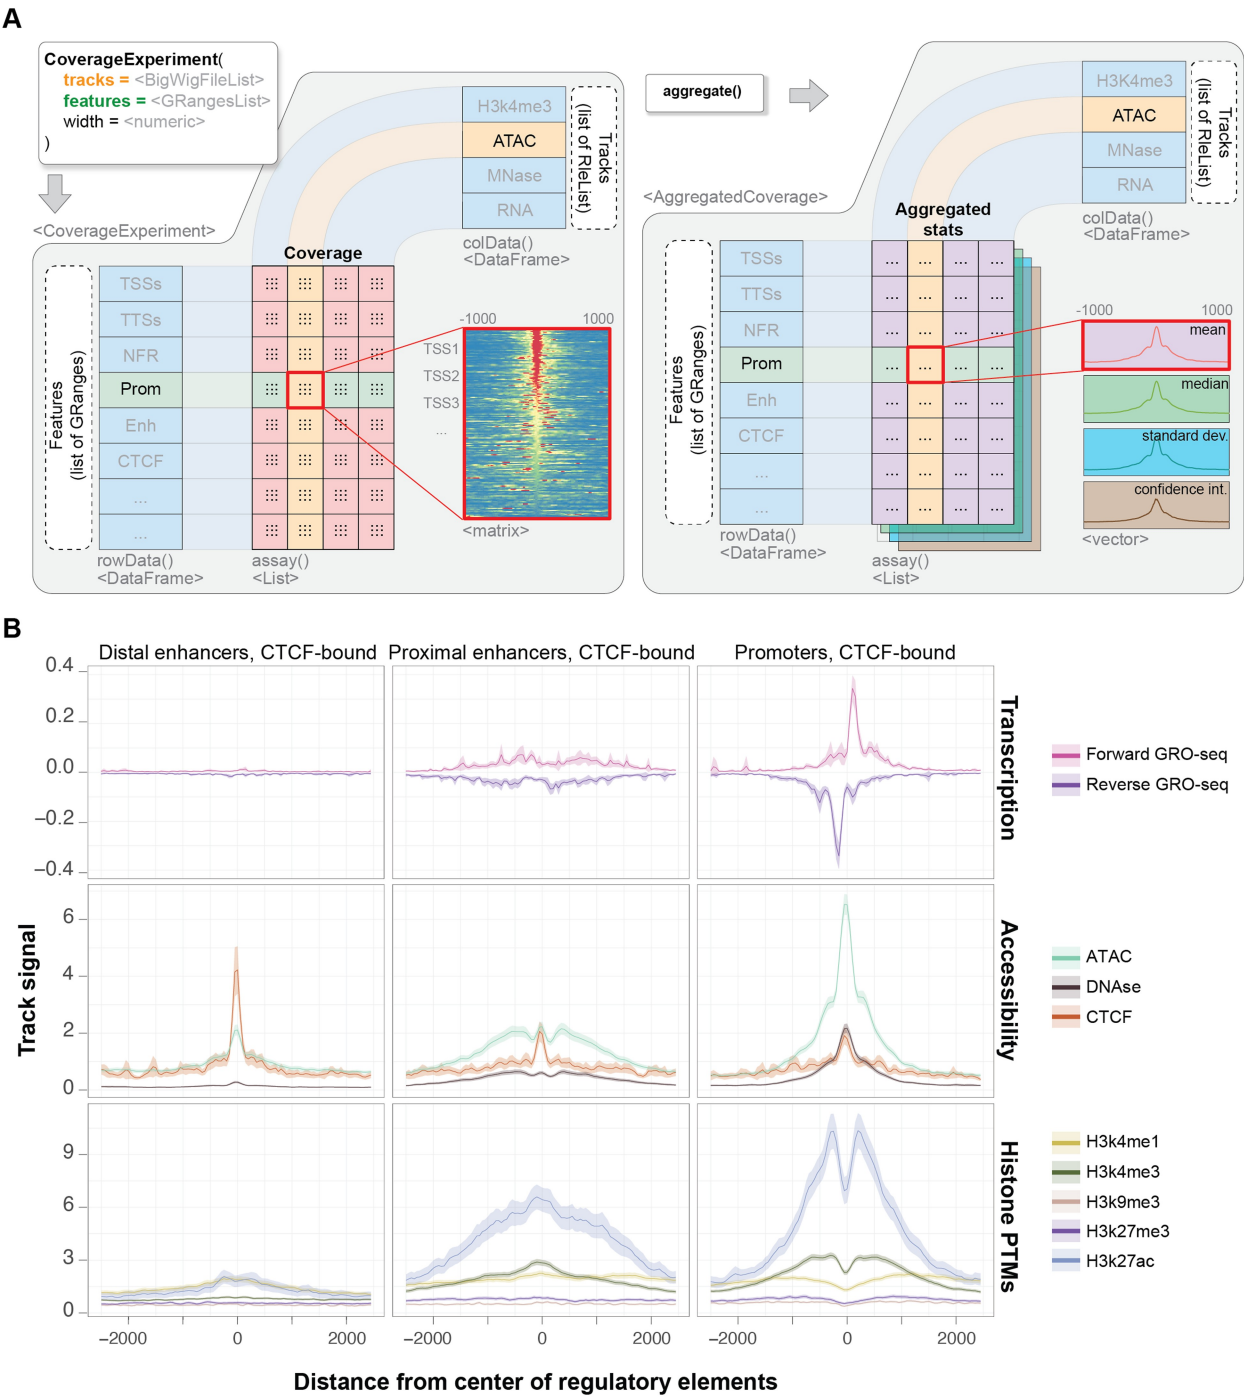 A
CoverageExperiment(
tracks = <BigWigFileList>
features = <GRangesList>
width = <numeric>
)
<CoverageExperiment>
Features
(list of GRanges)
TSSs
TTSs
NFR
Prom
Enh
CTCF
...
...
rowData()
<DataFrame>
Coverage
assay()
<List>
H3k4me3
ATAC
MNase
RNA
Tracks
(list of RleList)
colData()
<DataFrame>
-1000
1000
TSS1
TSS2
TSS3
...
<matrix>
aggregate()
<AggregatedCoverage>
Features
(list of GRanges)
TSSs
TTSs
NFR
Prom
Enh
CTCF
...
...
rowData()
<DataFrame>
Aggregated
stats
assay()
<List>
H3K4me3
ATAC
MNase
RNA
Tracks
(list of RleList)
colData()
<DataFrame>
-1000
1000
mean
median
standard dev.
confidence int.
<vector>
B
Distal enhancers, CTCF-bound
Proximal enhancers, CTCF-bound
Promoters, CTCF-bound
0.4
0.2
0.0
−0.2
−0.4
Transcription
Forward GRO-seq
Reverse GRO-seq
Track signal
6
4
2
0
Accessibility
ATAC
DNAse
CTCF
9
6
3
0
Histone PTMs
H3k4me1
H3k4me3
H3k9me3
H3k27me3
H3k27ac
−2000 0 2000
−2000 0 2000
−2000 0 2000
Distance from center of regulatory elements